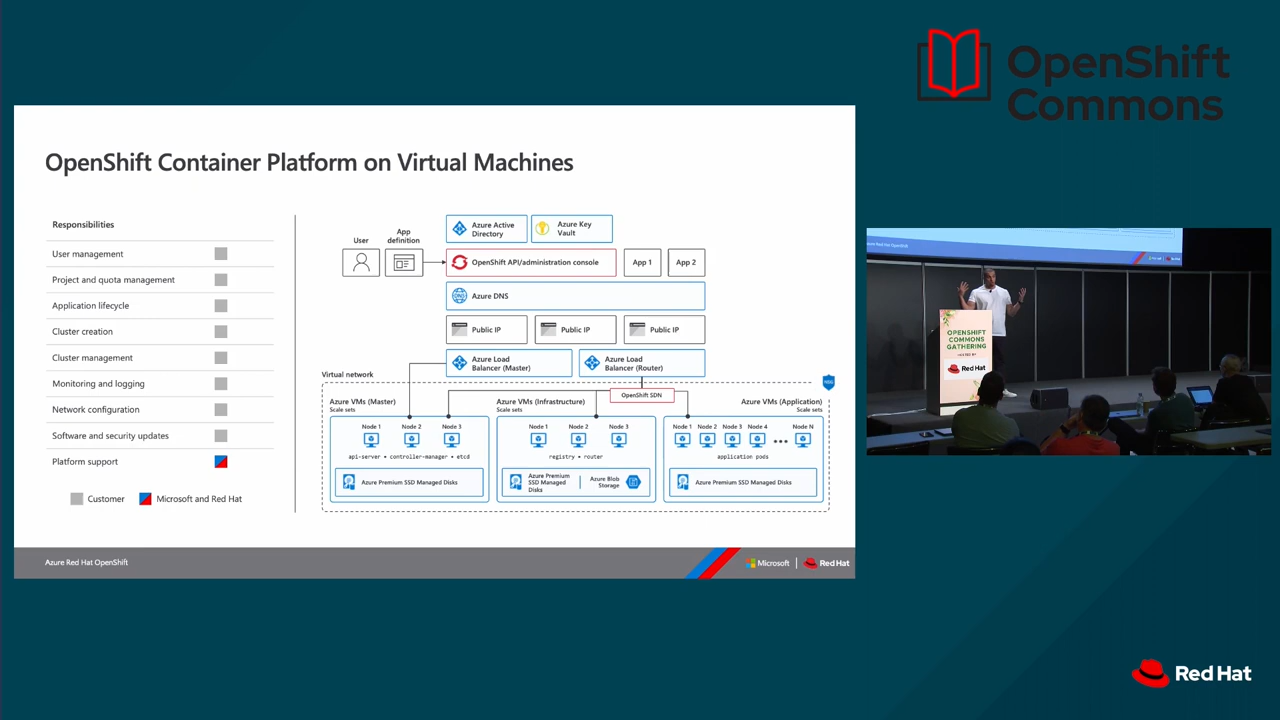 OpenShift
Commons
OpenShift Container Platform on Virtual Machines
Responsibilities
User management
Project and quota management
Application lifecycle
Cluster creation
Cluster management
Monitoring and logging
Network configuration
Software and security updates
Platform support
Customer
Microsoft and Red Hat
User
App
definition
Azure Active
Directory
Azure Key
Vault
OpenShift API/administration console
App 1
App 2
DNS
Azure DNS
Public IP
Public IP
Public IP
Azure Load
Balancer (Master)
Azure Load
Balancer (Router)
Virtual network
NSG
OpenShift SDN
Azure VMs (Master)
Scale sets
Node 1
Node 2
Node 3
api-server • controller-manager • etcd
Azure Premium SSD Managed Disks
Azure VMs (Infrastructure)
Scale sets
Node 1
Node 2
Node 3
registry • router
Azure Premium
SSD Managed
Disks
Azure Blob
Storage
Azure VMs (Application)
Scale sets
Node 1
Node 2
Node 3
Node 4
Node N
application pods
Azure Premium SSD Managed Disks
Azure Red Hat OpenShift
Microsoft
Red Hat
OPENSHIFT
COMMONS
GATHERING
Red Hat
Red Hat